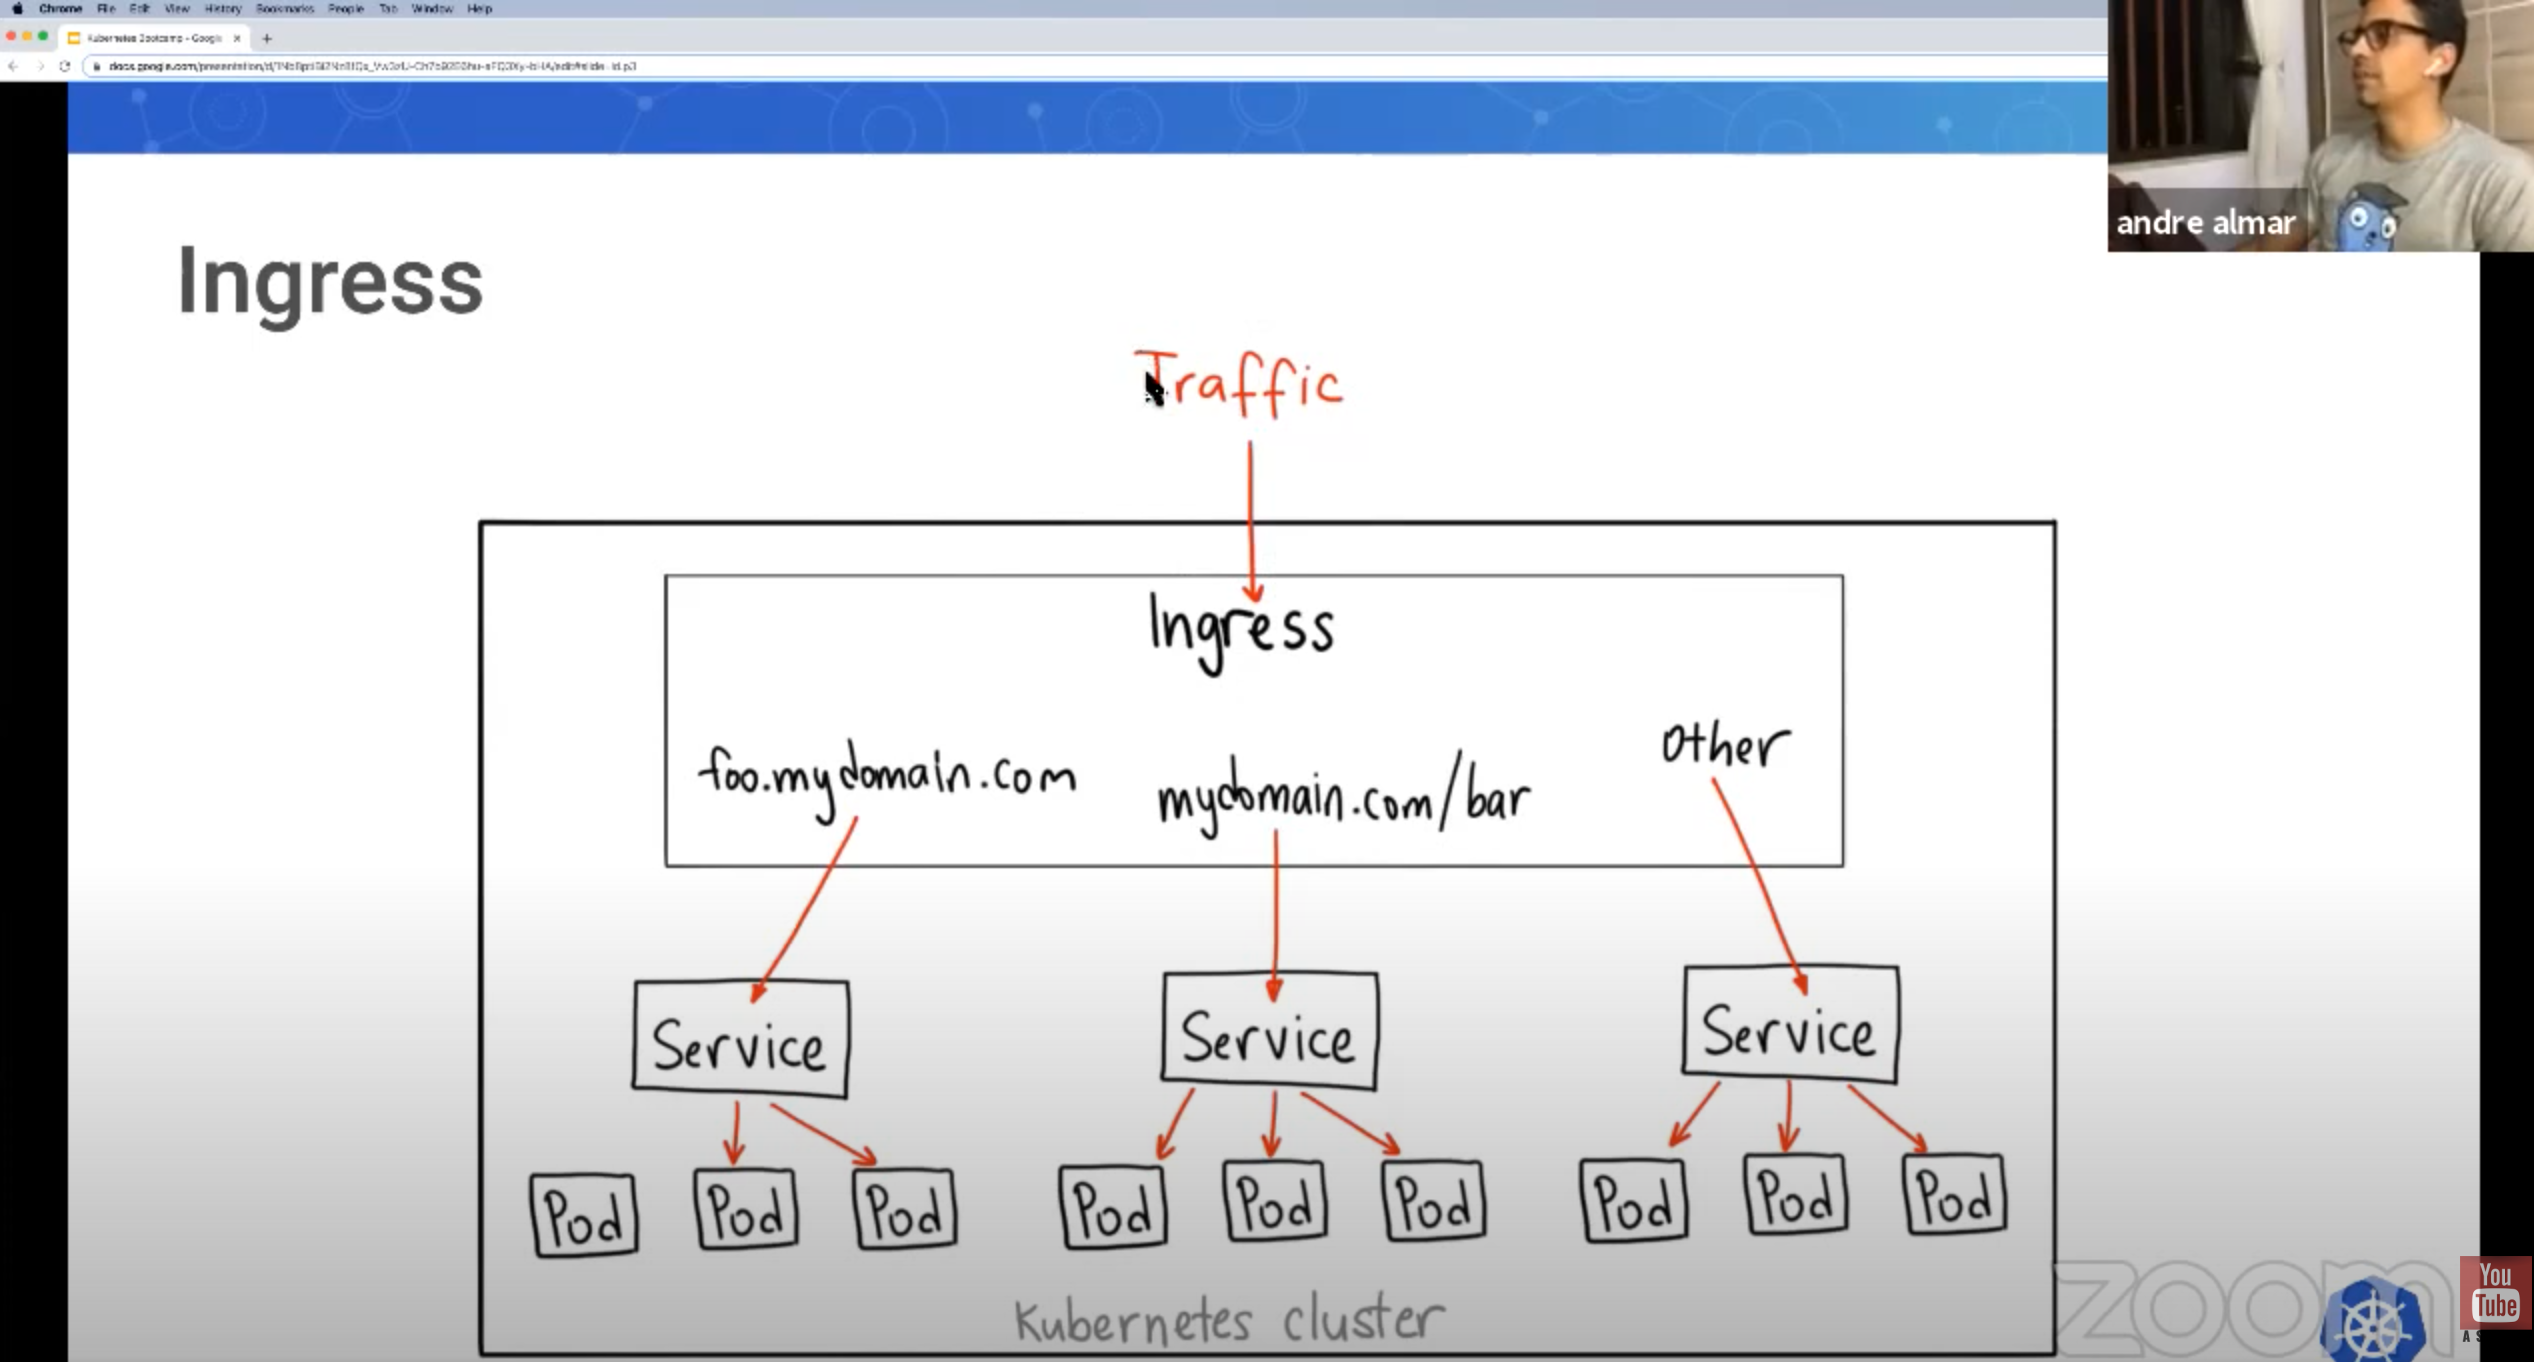 Chrome File Edit View History Bookmarks People Tab Window Help
Kubernetes Bootcamp - Googl
andre almar
Ingress
Traffic
Ingress
foo.mydomain.com mydomain.com/bar other
Service Service Service
Pod Pod Pod Pod Pod Pod Pod Pod Pod
Kubernetes cluster
zoom
You
Tube